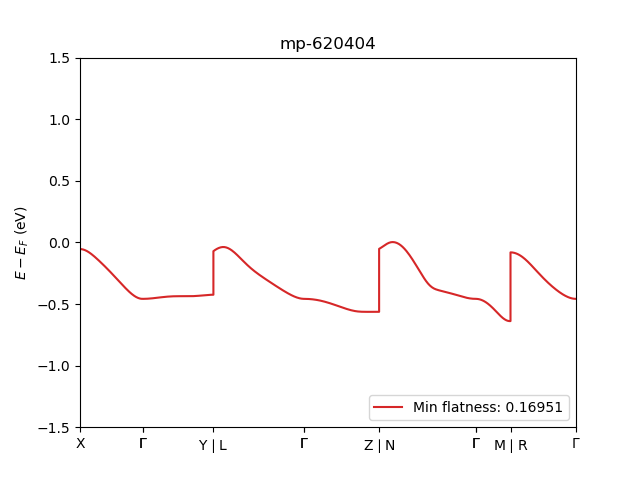 mp-620404
E − E_F (eV)
1.5
1.0
0.5
0.0
−0.5
−1.0
−1.5
Min flatness: 0.16951
X Γ Y | L Γ Z | N Γ M | R Γ